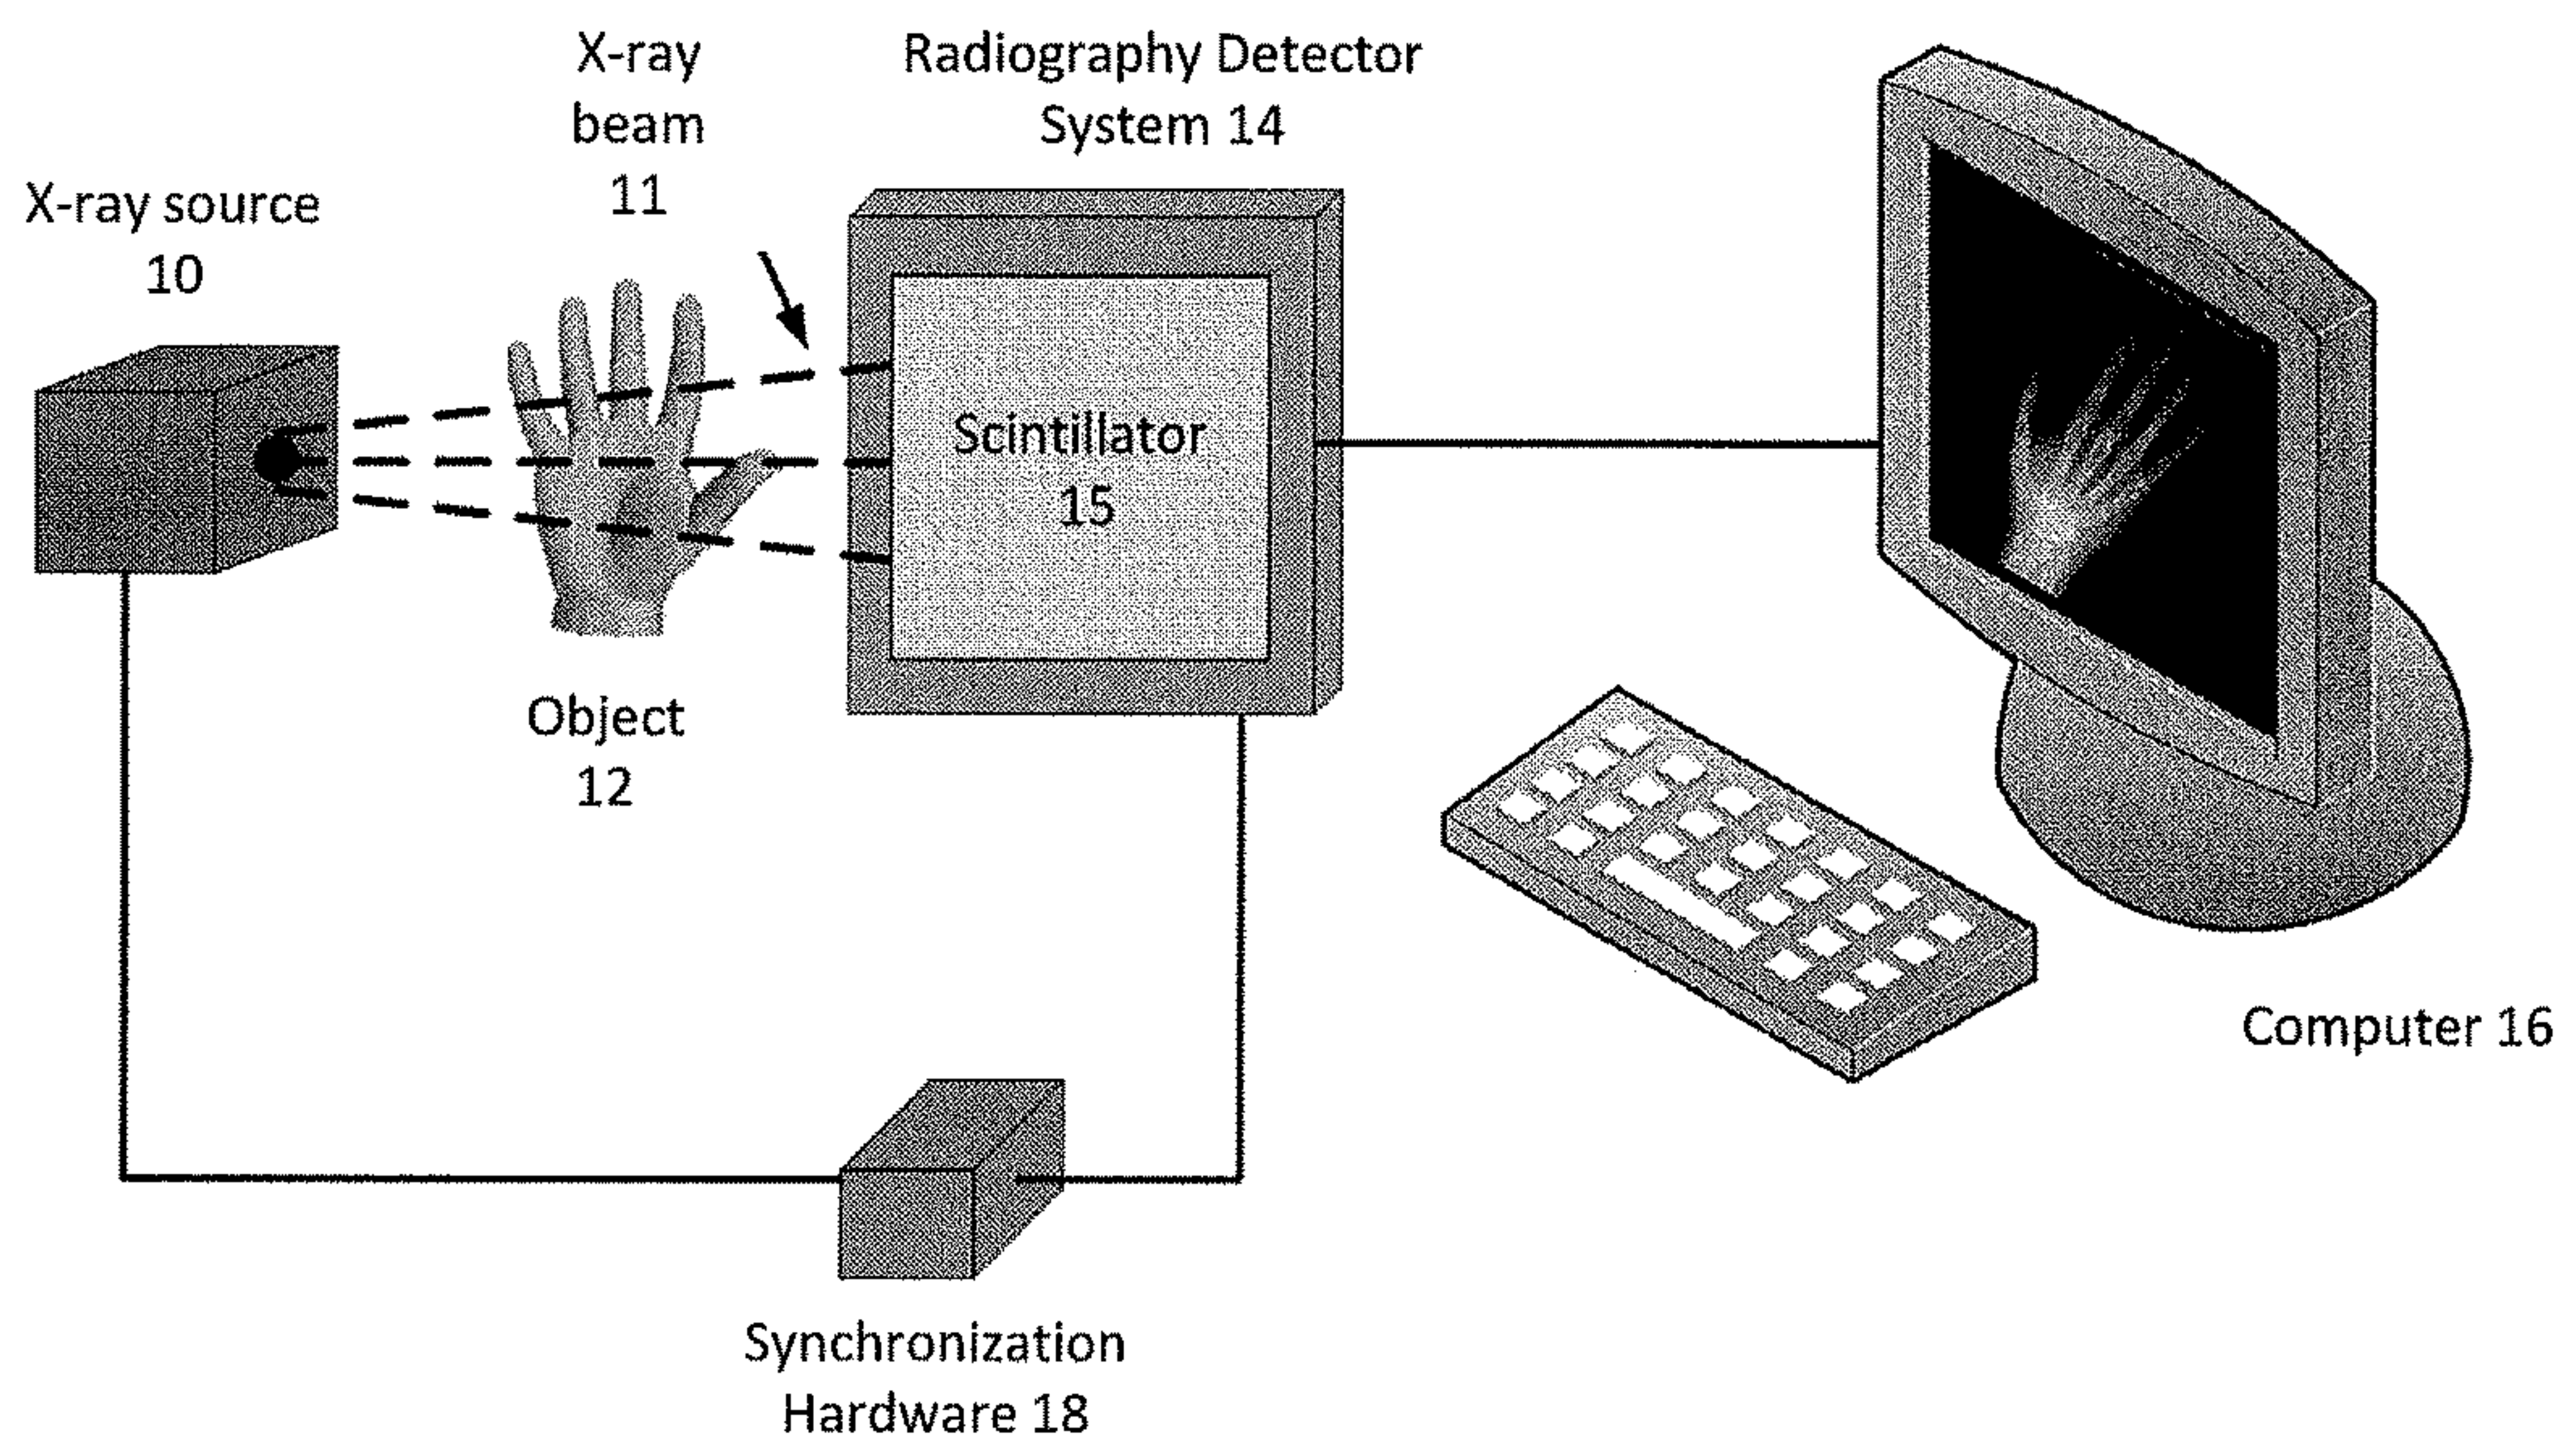 X-ray
beam
11
Radiography Detector
System 14
X-ray source
10
Scintillator
15
Object
12
Computer 16
Synchronization
Hardware 18